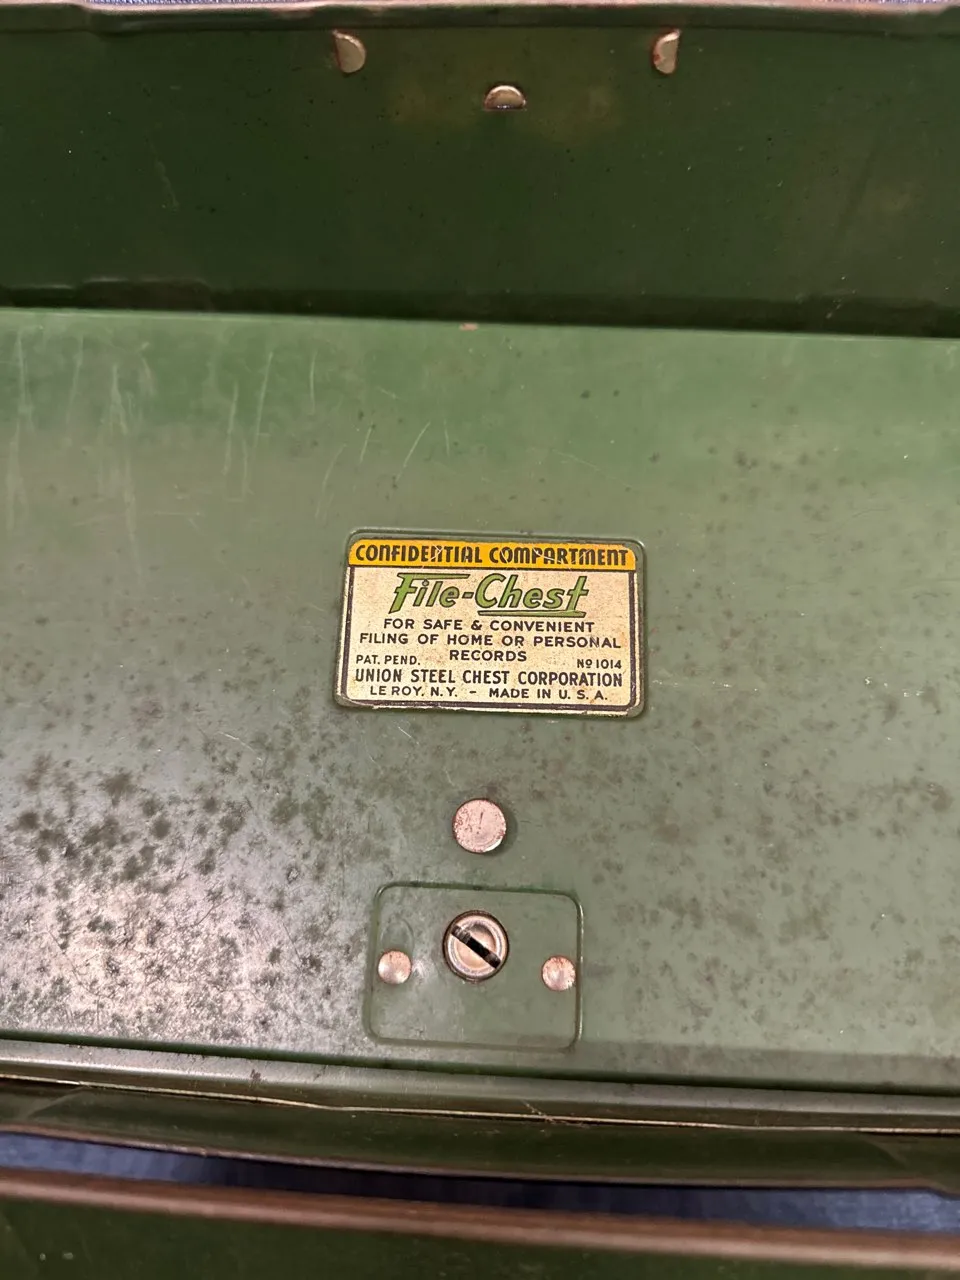 CONFIDENTIAL COMPARTMENT
File-Chest
FOR SAFE & CONVENIENT
FILING OF HOME OR PERSONAL
RECORDS
PAT. PEND. Nº 1014
UNION STEEL CHEST CORPORATION
LE ROY, N.Y. - MADE IN U.S.A.